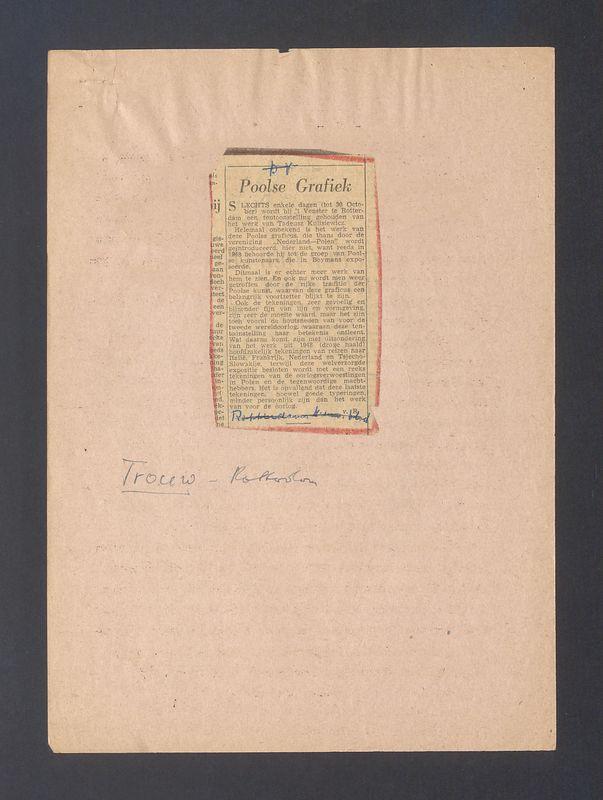 Poolse Grafiek
SLECHTS enkele dagen (tot 30 Octo-
ber) wordt bij 't Venster te Rotter-
dam een tentoonstelling gehouden van
het werk van Tadeusz Kulisiewicz.
Helemaal onbekend is het werk van
deze Poolse graficus, die thans door de
vereniging „Nederland—Polen" wordt
geïntroduceerd, hier niet, want reeds in
behoorde hij tot de groep van Pool-
se kunstenaars, die in Boymans expo-
seerde.
Ditmaal is er echter meer werk van
hem te zien. En ook nu wordt men weer
getroffen door de rijke traditie der
Poolse kunst, waarvan deze graficus een
belangrijk voortzetter blijkt te zijn.
Ook de tekeningen, zeer gevoelig en
bijzonder fijn van lijn en vormgeving,
zijn zeer de moeite waard, maar het zijn
toch vooral de houtsneden van voor de
tweede wereldoorlog, waaraan deze ten-
toonstelling haar betekenis ontleent.
Wat daarna komt, zijn met uitzondering
van het werk uit 1948 (droge naald)
hoofdzakelijk tekeningen van reizen naar
Italië, Frankrijk, Nederland en Tsjecho-
Slowakije, terwijl deze welverzorgde
expositie besloten wordt met een reeks
tekeningen van de oorlogsverwoestingen
in Polen en de tegenwoordige macht-
hebbers. Het is opvallend dat deze laatste
tekeningen, hoewel goede typeringen,
minder persoonlijk zijn dan het werk
van voor de oorlog.
Trouw - Rotterdam